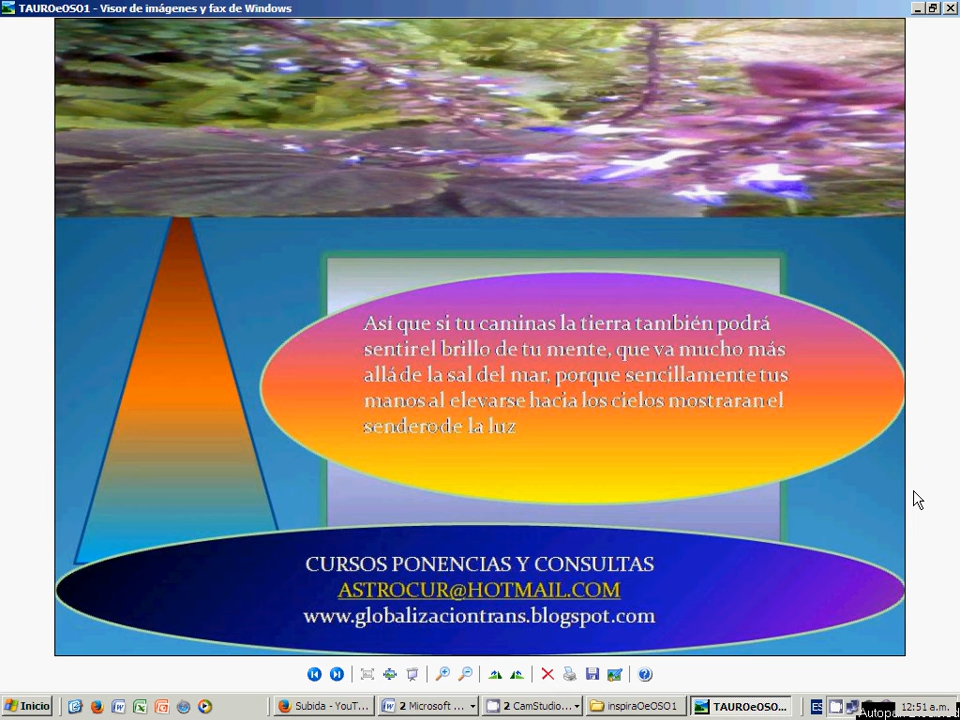 TAUROeOSO1 - Visor de imágenes y fax de Windows
Así que si tu caminas la tierra también podrá
sentir el brillo de tu mente, que va mucho más
allá de la sal del mar, porque sencillamente tus
manos al elevarse hacia los cielos mostraran el
sendero de la luz
CURSOS PONENCIAS Y CONSULTAS
ASTROCUR@HOTMAIL.COM
www.globalizaciontrans.blogspot.com
Inicio
Subida - YouT...
2 Microsoft ...
2 CamStudio...
inspiraOeOSO1
TAUROeOSO...
ES
12:51 a.m.